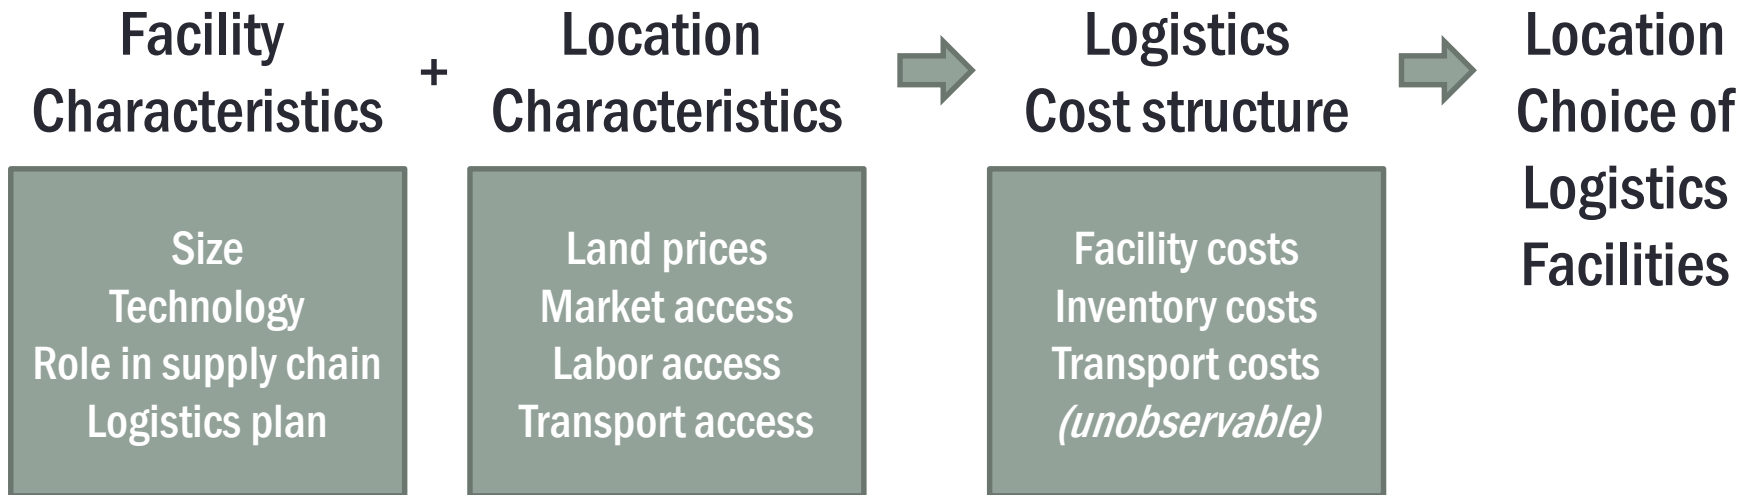 Facility
Characteristics
+
Location
Characteristics
Logistics
Cost structure
Location
Choice of
Logistics
Facilities
Size
Technology
Role in supply chain
Logistics plan
Land prices
Market access
Labor access
Transport access
Facility costs
Inventory costs
Transport costs
(unobservable)